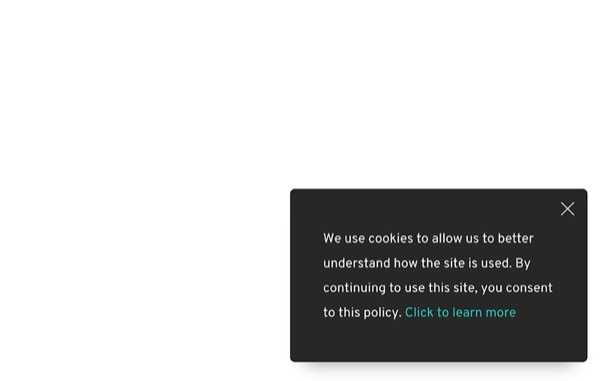 We use cookies to allow us to better
understand how the site is used. By
continuing to use this site, you consent
to this policy. Click to learn more